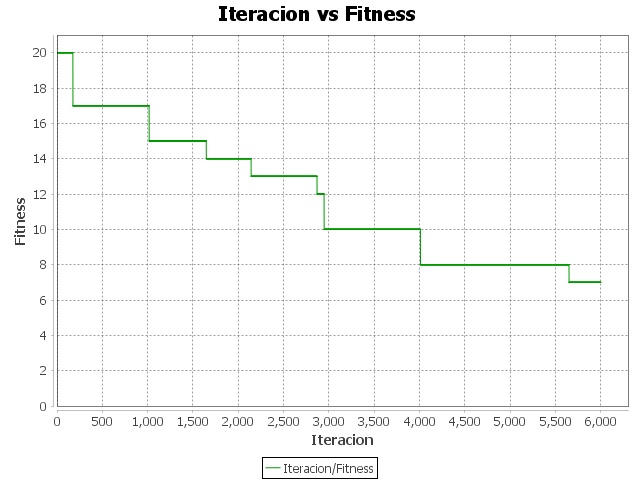 Iteracion vs Fitness
20
18
16
14
12
10
8
6
4
2
0
Fitness
0 500 1,000 1,500 2,000 2,500 3,000 3,500 4,000 4,500 5,000 5,500 6,000
Iteracion
Iteracion/Fitness